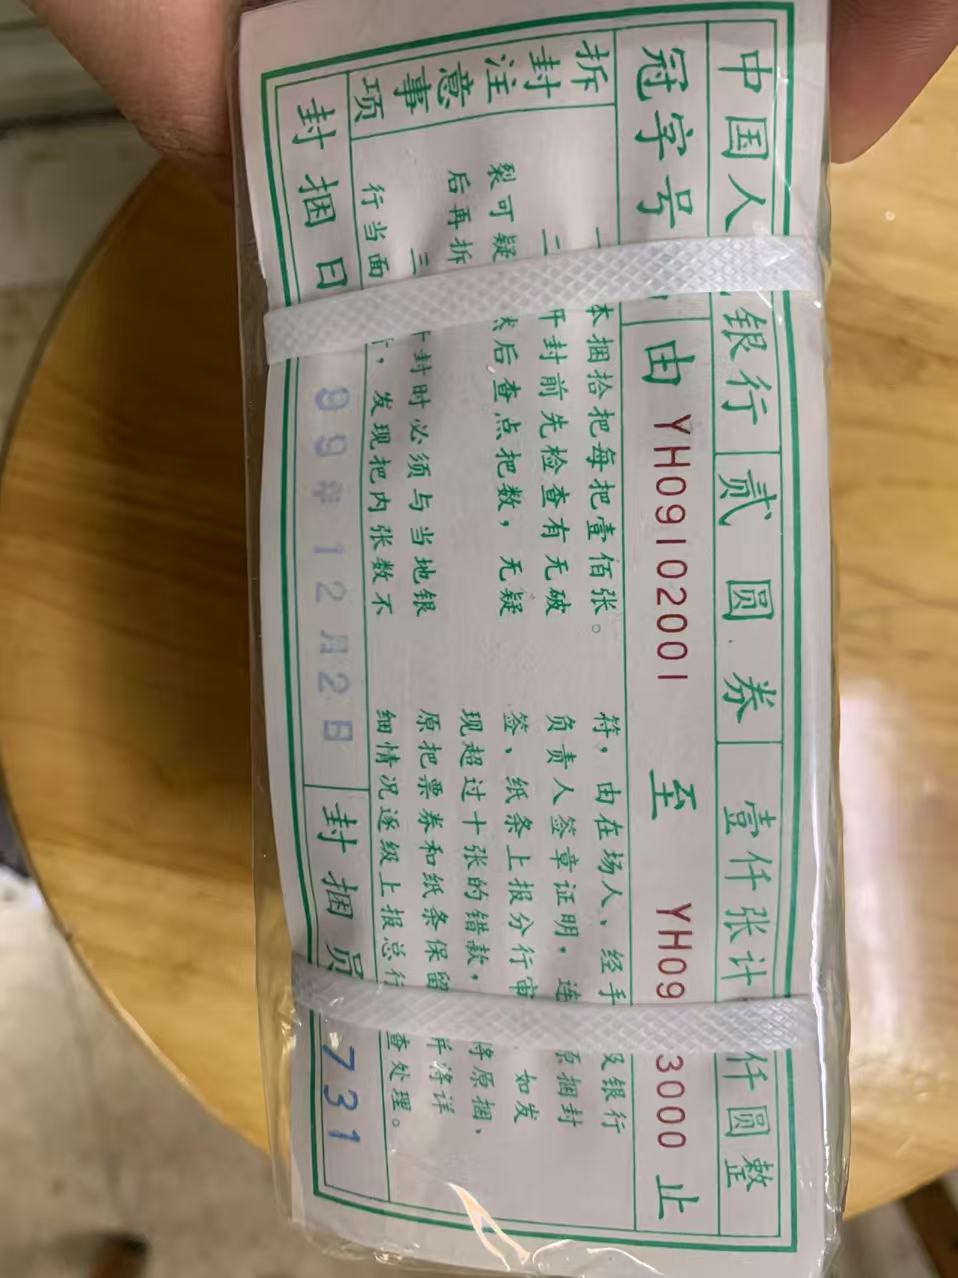 中国人 银行 贰圆券 壹仟张计 仟圆整
冠字号 由 YH09102001 至 YH09 3000 止
拆封注意事项
一 本捆拾把每把壹佰张。
二 开封前先检查有无破
裂可疑 然后查点把数，无疑
后再拆
三 封时必须与当地银
行当面 ，发现把内张数不
符，由在场人、经手 及银行
负责人签章证明，连 原捆封
签、纸条上报分行审 如发
现超过十张的错款， 将原捆、
原把票券和纸条保留 并将详
细情况逐级上报总行 查处理。
封捆日 99年12月2日 封捆员 731